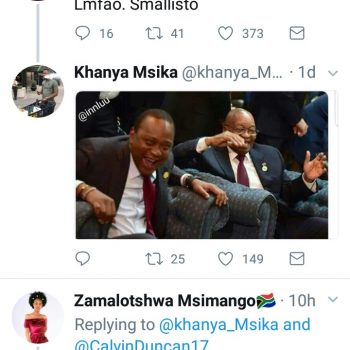 Lmfao. Smallisto
16 41 373
Khanya Msika @khanya_M... · 1d
@innluu
25 149
Zamalotshwa Msimango🇿🇦 · 10h
Replying to @khanya_Msika and
@CalvinDuncan17